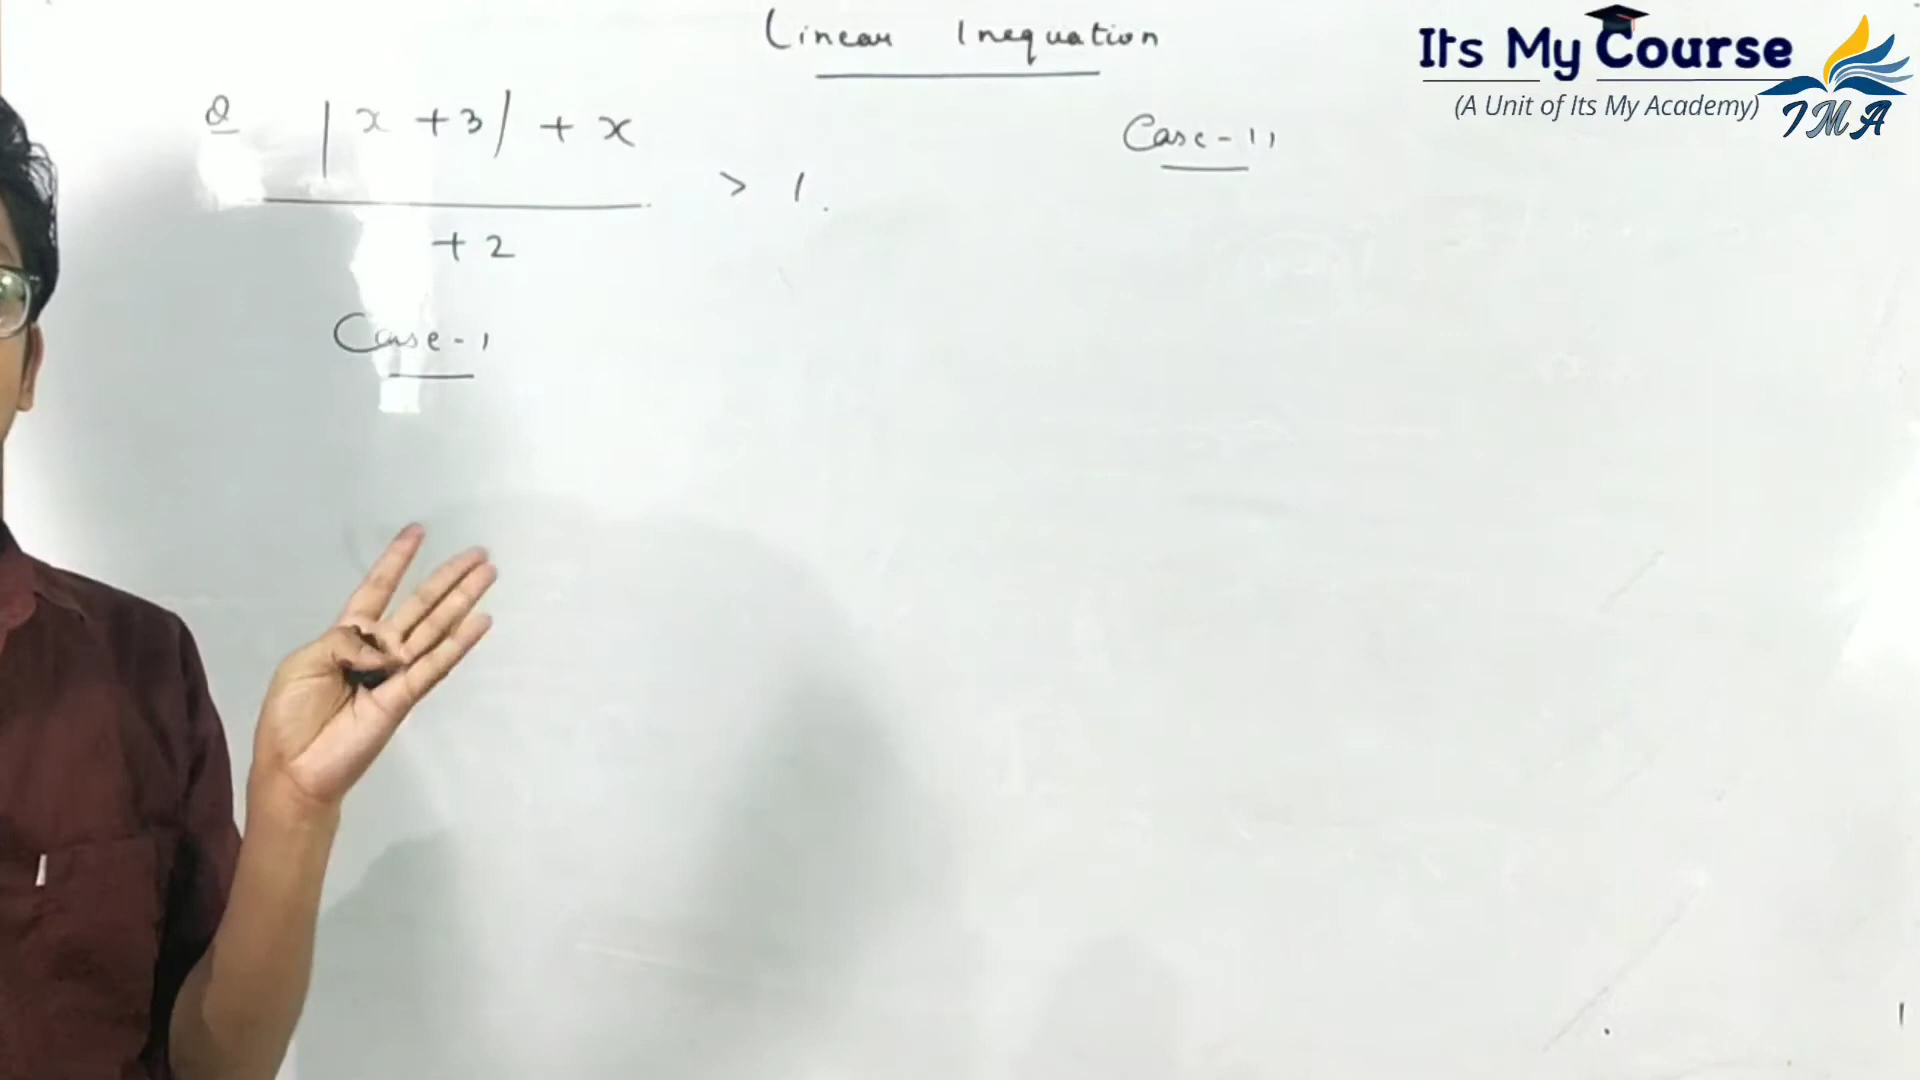 Linear Inequation
Its My Course
(A Unit of Its My Academy)
IMA
Q |x + 3| + x
> 1.
+ 2
Case - 11
Case - 1